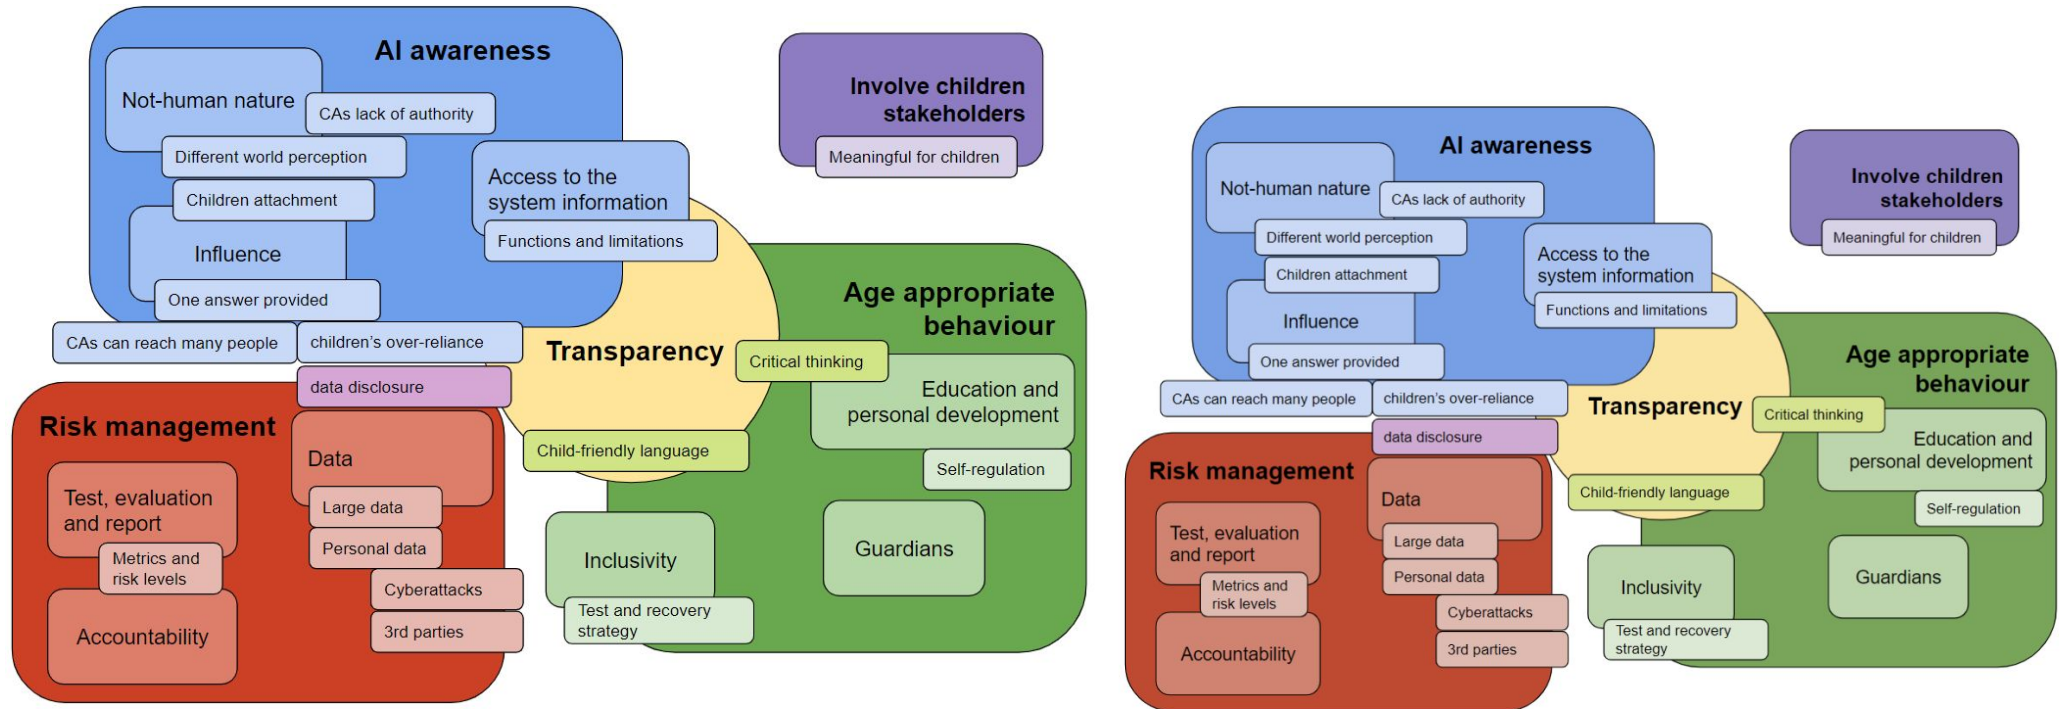 AI awareness
Not-human nature
CAs lack of authority
Different world perception
Children attachment
Influence
One answer provided
CAs can reach many people
children's over-reliance
Access to the
system information
Functions and limitations
Involve children
stakeholders
Meaningful for children
Transparency
Age appropriate
behaviour
Critical thinking
Education and
personal development
Self-regulation
Child-friendly language
Inclusivity
Test and recovery
strategy
Guardians
data disclosure
Risk management
Data
Large data
Personal data
Cyberattacks
3rd parties
Test, evaluation
and report
Metrics and
risk levels
Accountability
AI awareness
Not-human nature
CAs lack of authority
Different world perception
Children attachment
Influence
One answer provided
CAs can reach many people
children's over-reliance
Access to the
system information
Functions and limitations
Involve children
stakeholders
Meaningful for children
Transparency
Age appropriate
behaviour
Critical thinking
Education and
personal development
Self-regulation
Child-friendly language
Inclusivity
Test and recovery
strategy
Guardians
data disclosure
Risk management
Data
Large data
Personal data
Cyberattacks
3rd parties
Test, evaluation
and report
Metrics and
risk levels
Accountability